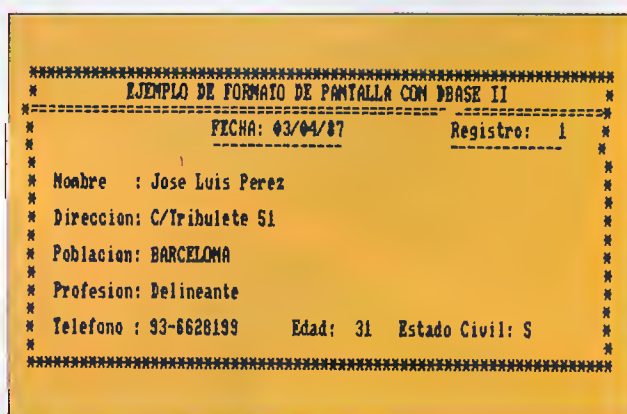 EJEMPLO DE FORMATO DE PANTALLA CON DBASE II
FECHA: 03/04/87 Registro: 1
Nombre : Jose Luis Perez
Direccion: C/Tribulete 51
Poblacion: BARCELONA
Profesion: Delineante
Telefono : 93-6628199 Edad: 31 Estado Civil: S